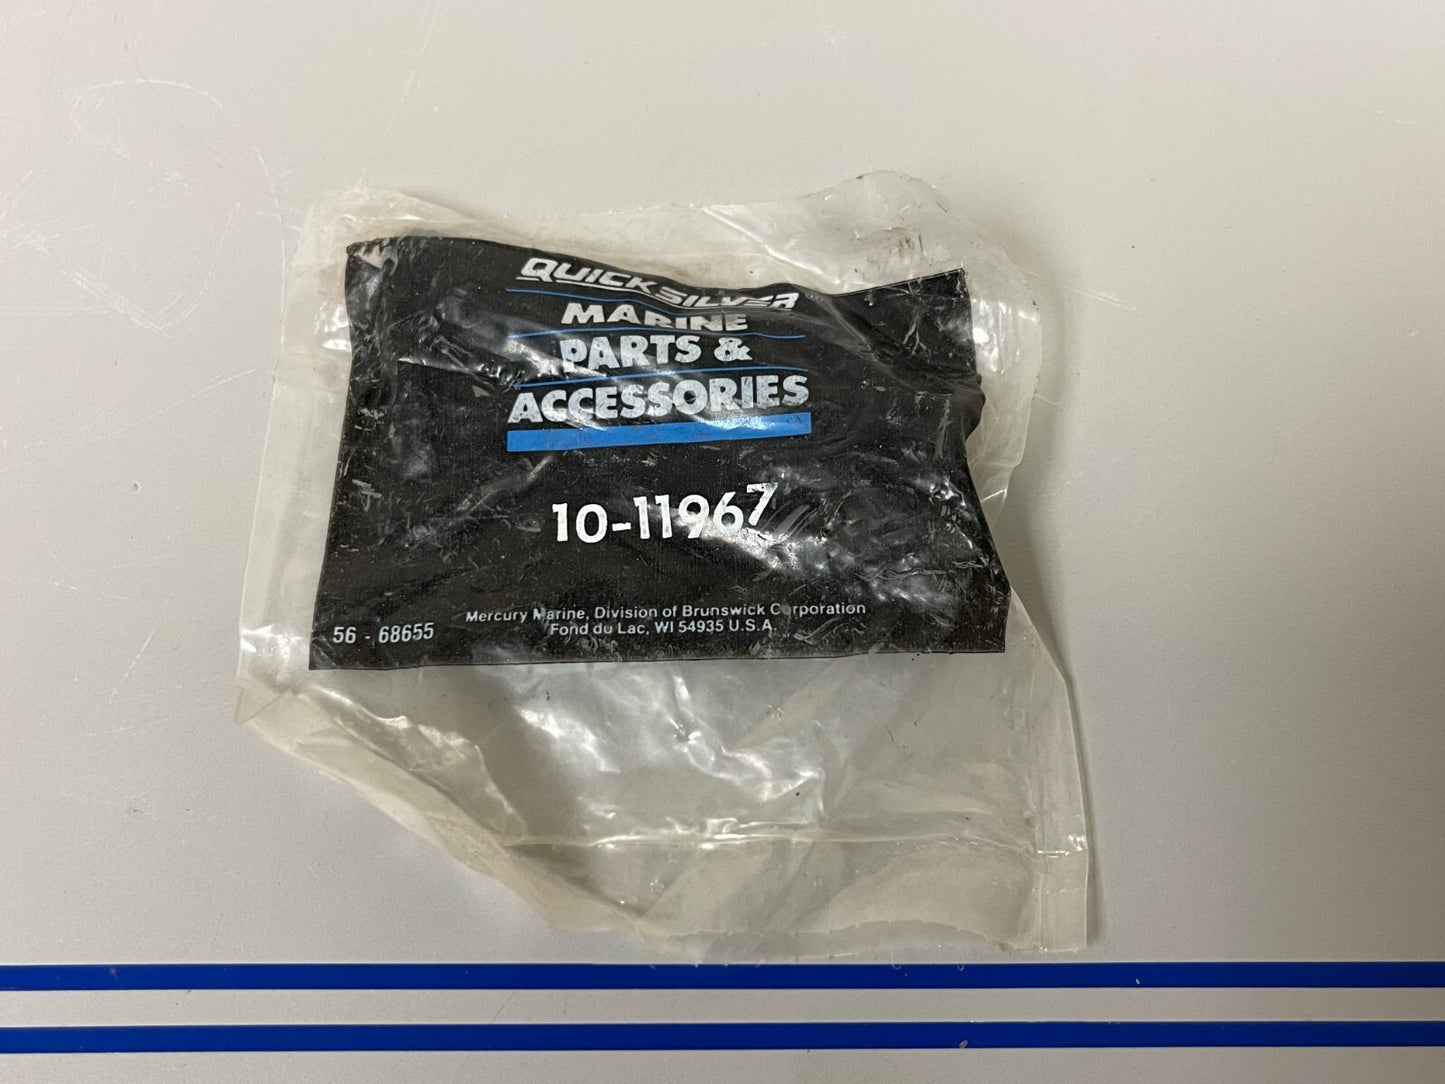 QUICKSILVER
MARINE
PARTS &
ACCESSORIES
10-11967
Mercury Marine, Division of Brunswick Corporation
Fond du Lac, WI 54935 U.S.A.
56 - 68655